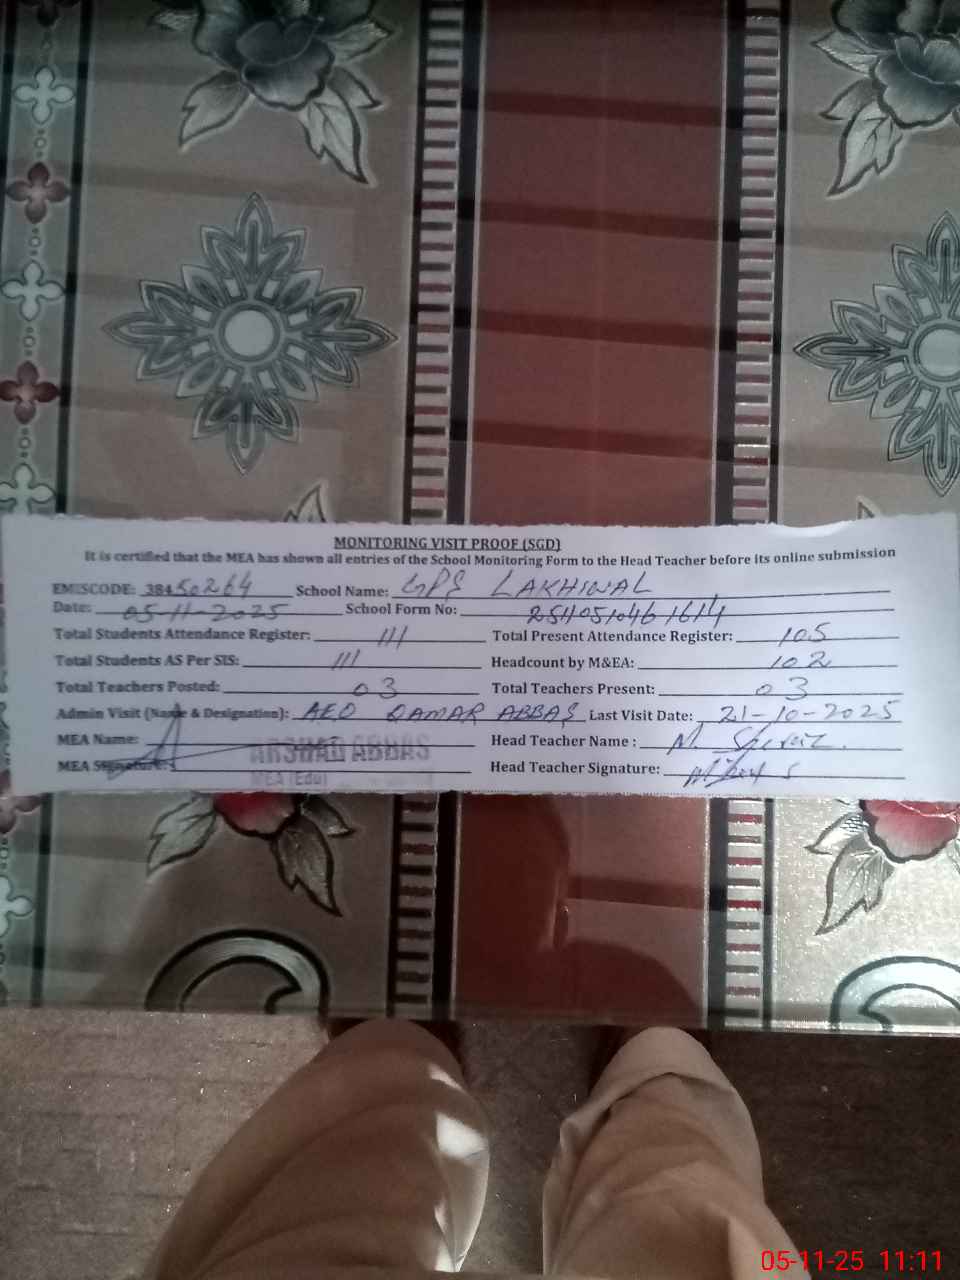 MONITORING VISIT PROOF (SGD)
It is certified that the MEA has shown all entries of the School Monitoring Form to the Head Teacher before its online submission
EMISCODE: 38450264 School Name: GPS LAKHIWAL
Date: 05-11-2025 School Form No: 25110510461614
Total Students Attendance Register: 111 Total Present Attendance Register: 105
Total Students AS Per SIS: 111 Headcount by M&EA: 102
Total Teachers Posted: 03 Total Teachers Present: 03
Admin Visit (Name & Designation): AEO QAMAR ABBAS Last Visit Date: 21-10-2025
MEA Name: ARSHAD ABBAS Head Teacher Name : M.
MEA Signature: MEA (Edu) Head Teacher Signature:
05-11-25 11:11